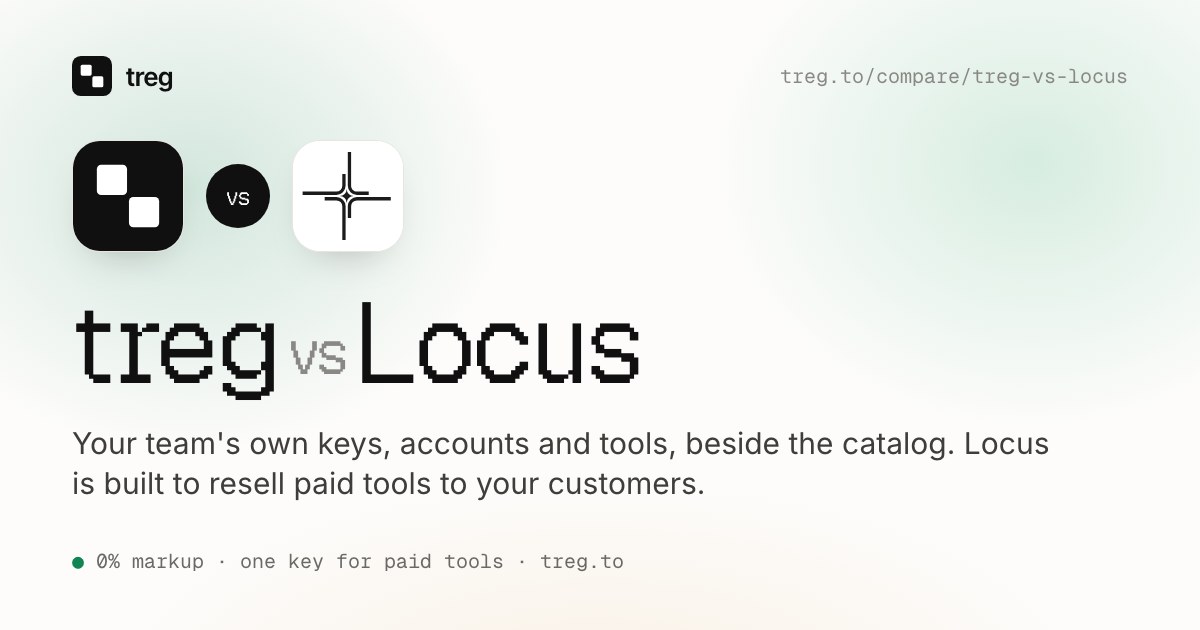 treg
treg.to/compare/treg-vs-locus
vs
treg vs Locus
Your team's own keys, accounts and tools, beside the catalog. Locus
is built to resell paid tools to your customers.
0% markup · one key for paid tools · treg.to